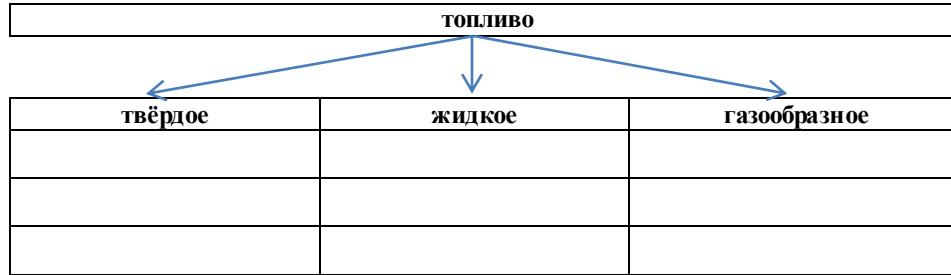 топливо
твёрдое жидкое газообразное